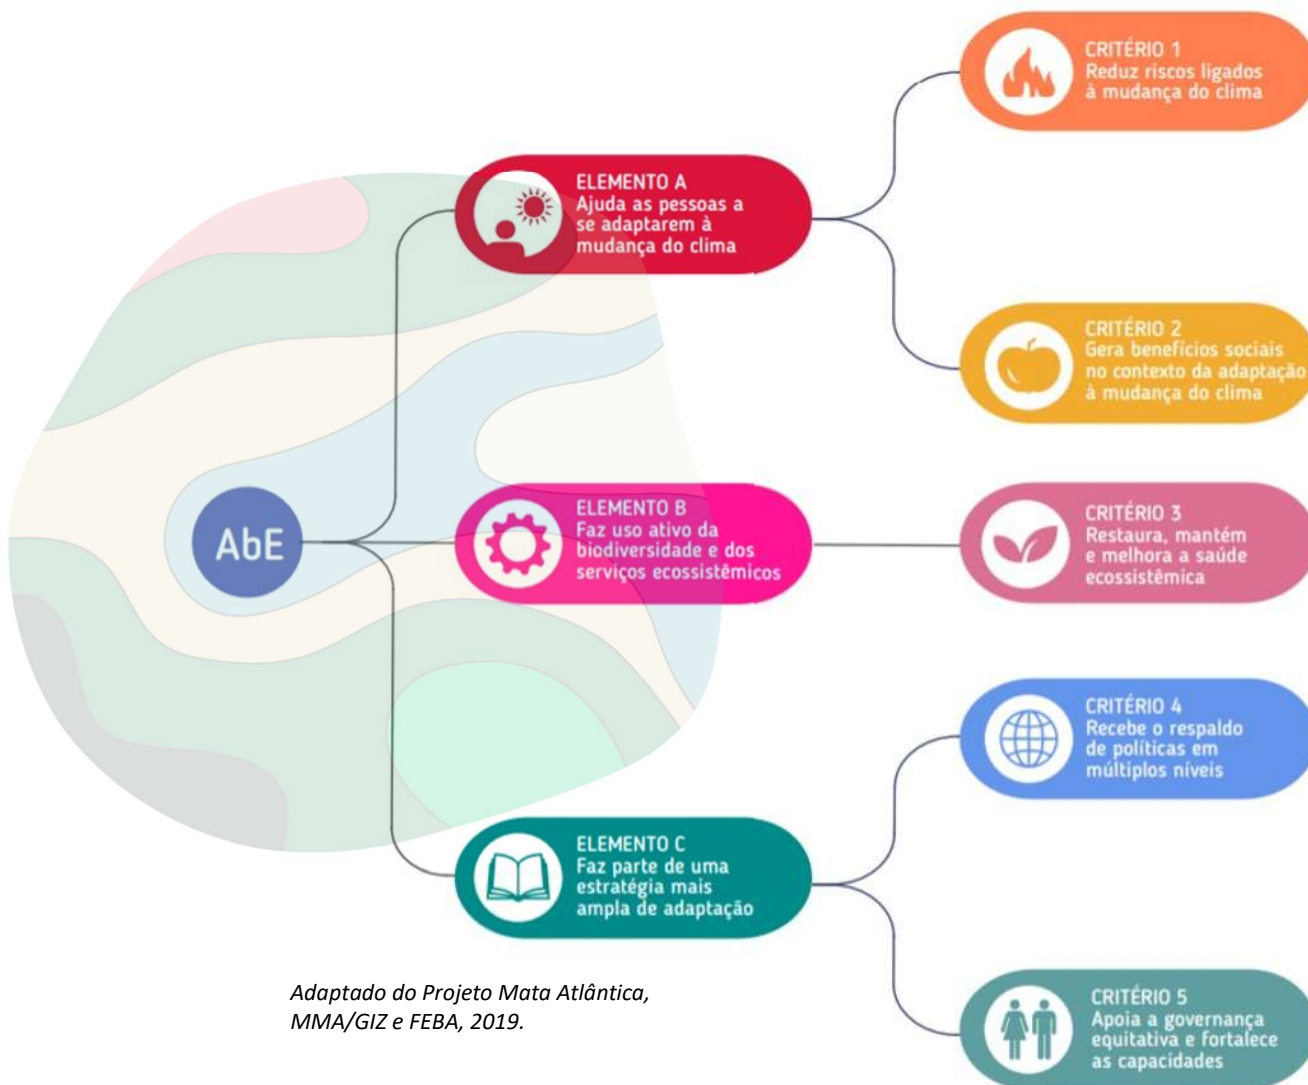 AbE
ELEMENTO A
Ajuda as pessoas a
se adaptarem à
mudança do clima
CRITÉRIO 1
Reduz riscos ligados
à mudança do clima
CRITÉRIO 2
Gera benefícios sociais
no contexto da adaptação
à mudança do clima
ELEMENTO B
Faz uso ativo da
biodiversidade e dos
serviços ecossistêmicos
CRITÉRIO 3
Restaura, mantém
e melhora a saúde
ecossistêmica
ELEMENTO C
Faz parte de uma
estratégia mais
ampla de adaptação
CRITÉRIO 4
Recebe o respaldo
de políticas em
múltiplos níveis
CRITÉRIO 5
Apoia a governança
equitativa e fortalece
as capacidades
Adaptado do Projeto Mata Atlântica,
MMA/GIZ e FEBA, 2019.